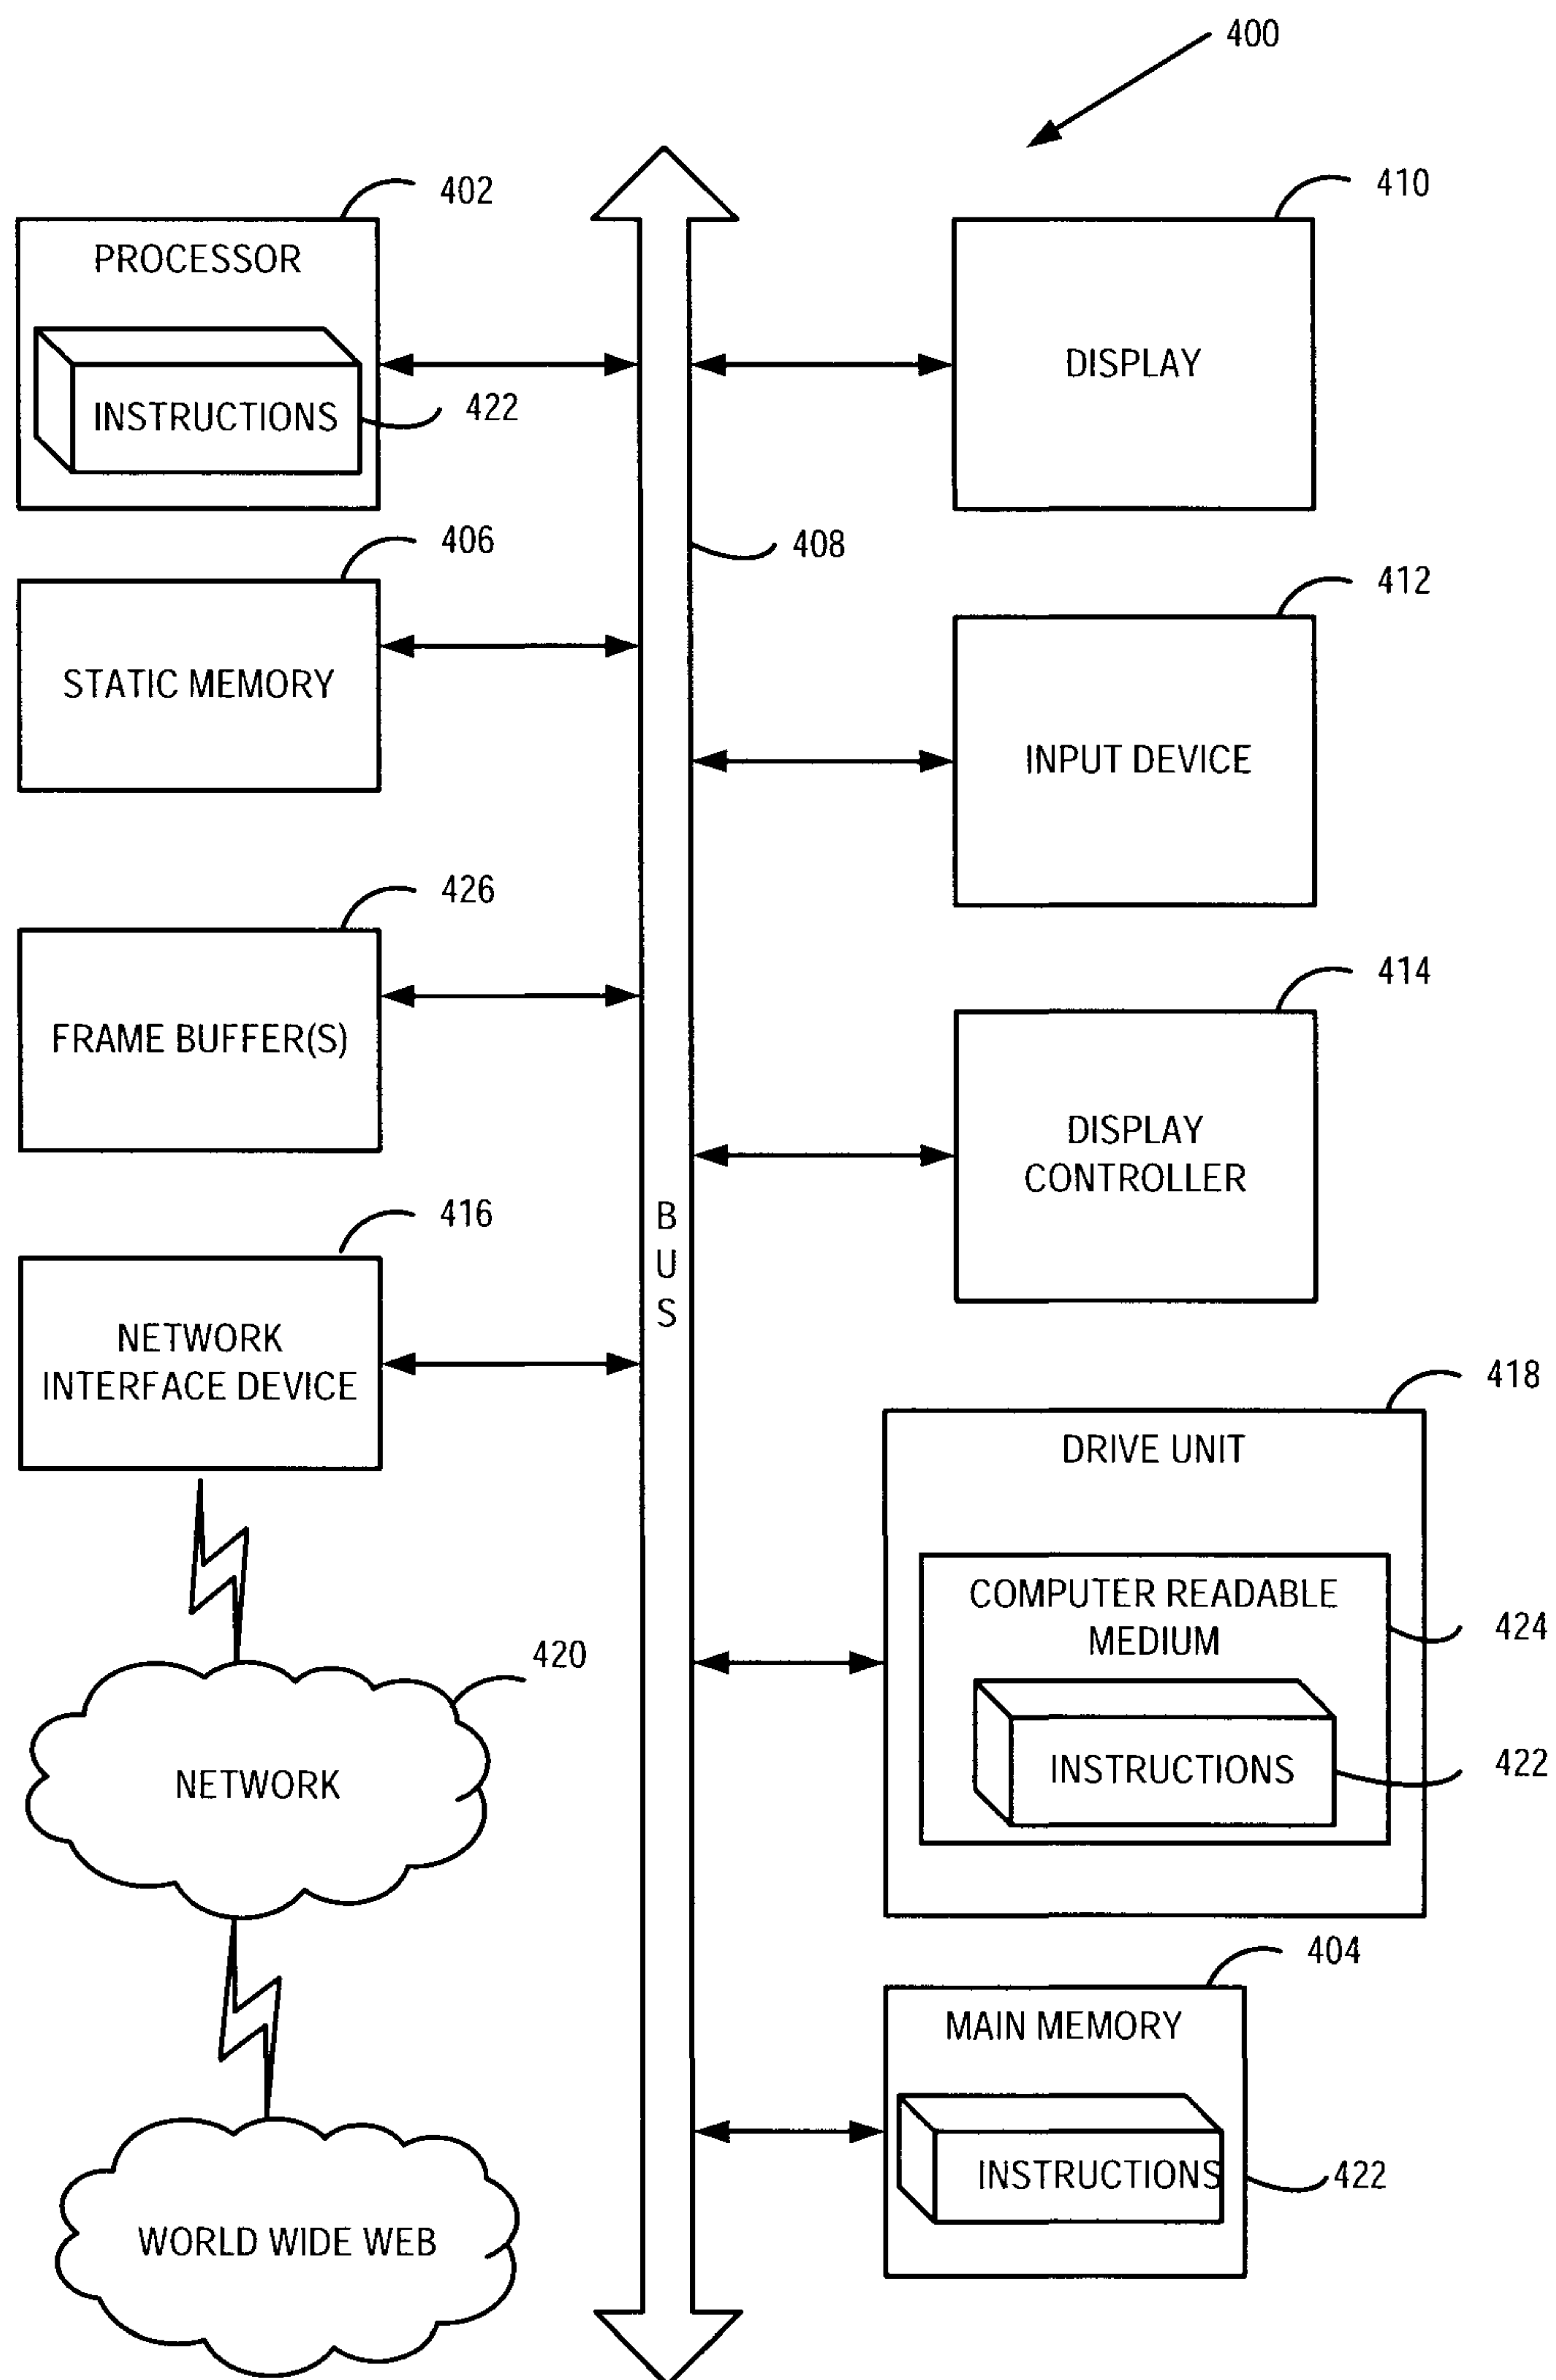 400
402
PROCESSOR
INSTRUCTIONS
422
406
STATIC MEMORY
426
FRAME BUFFER(S)
416
NETWORK
INTERFACE DEVICE
420
NETWORK
WORLD WIDE WEB
408
B
U
S
410
DISPLAY
412
INPUT DEVICE
414
DISPLAY
CONTROLLER
418
DRIVE UNIT
COMPUTER READABLE
MEDIUM
424
INSTRUCTIONS
422
404
MAIN MEMORY
INSTRUCTIONS
422